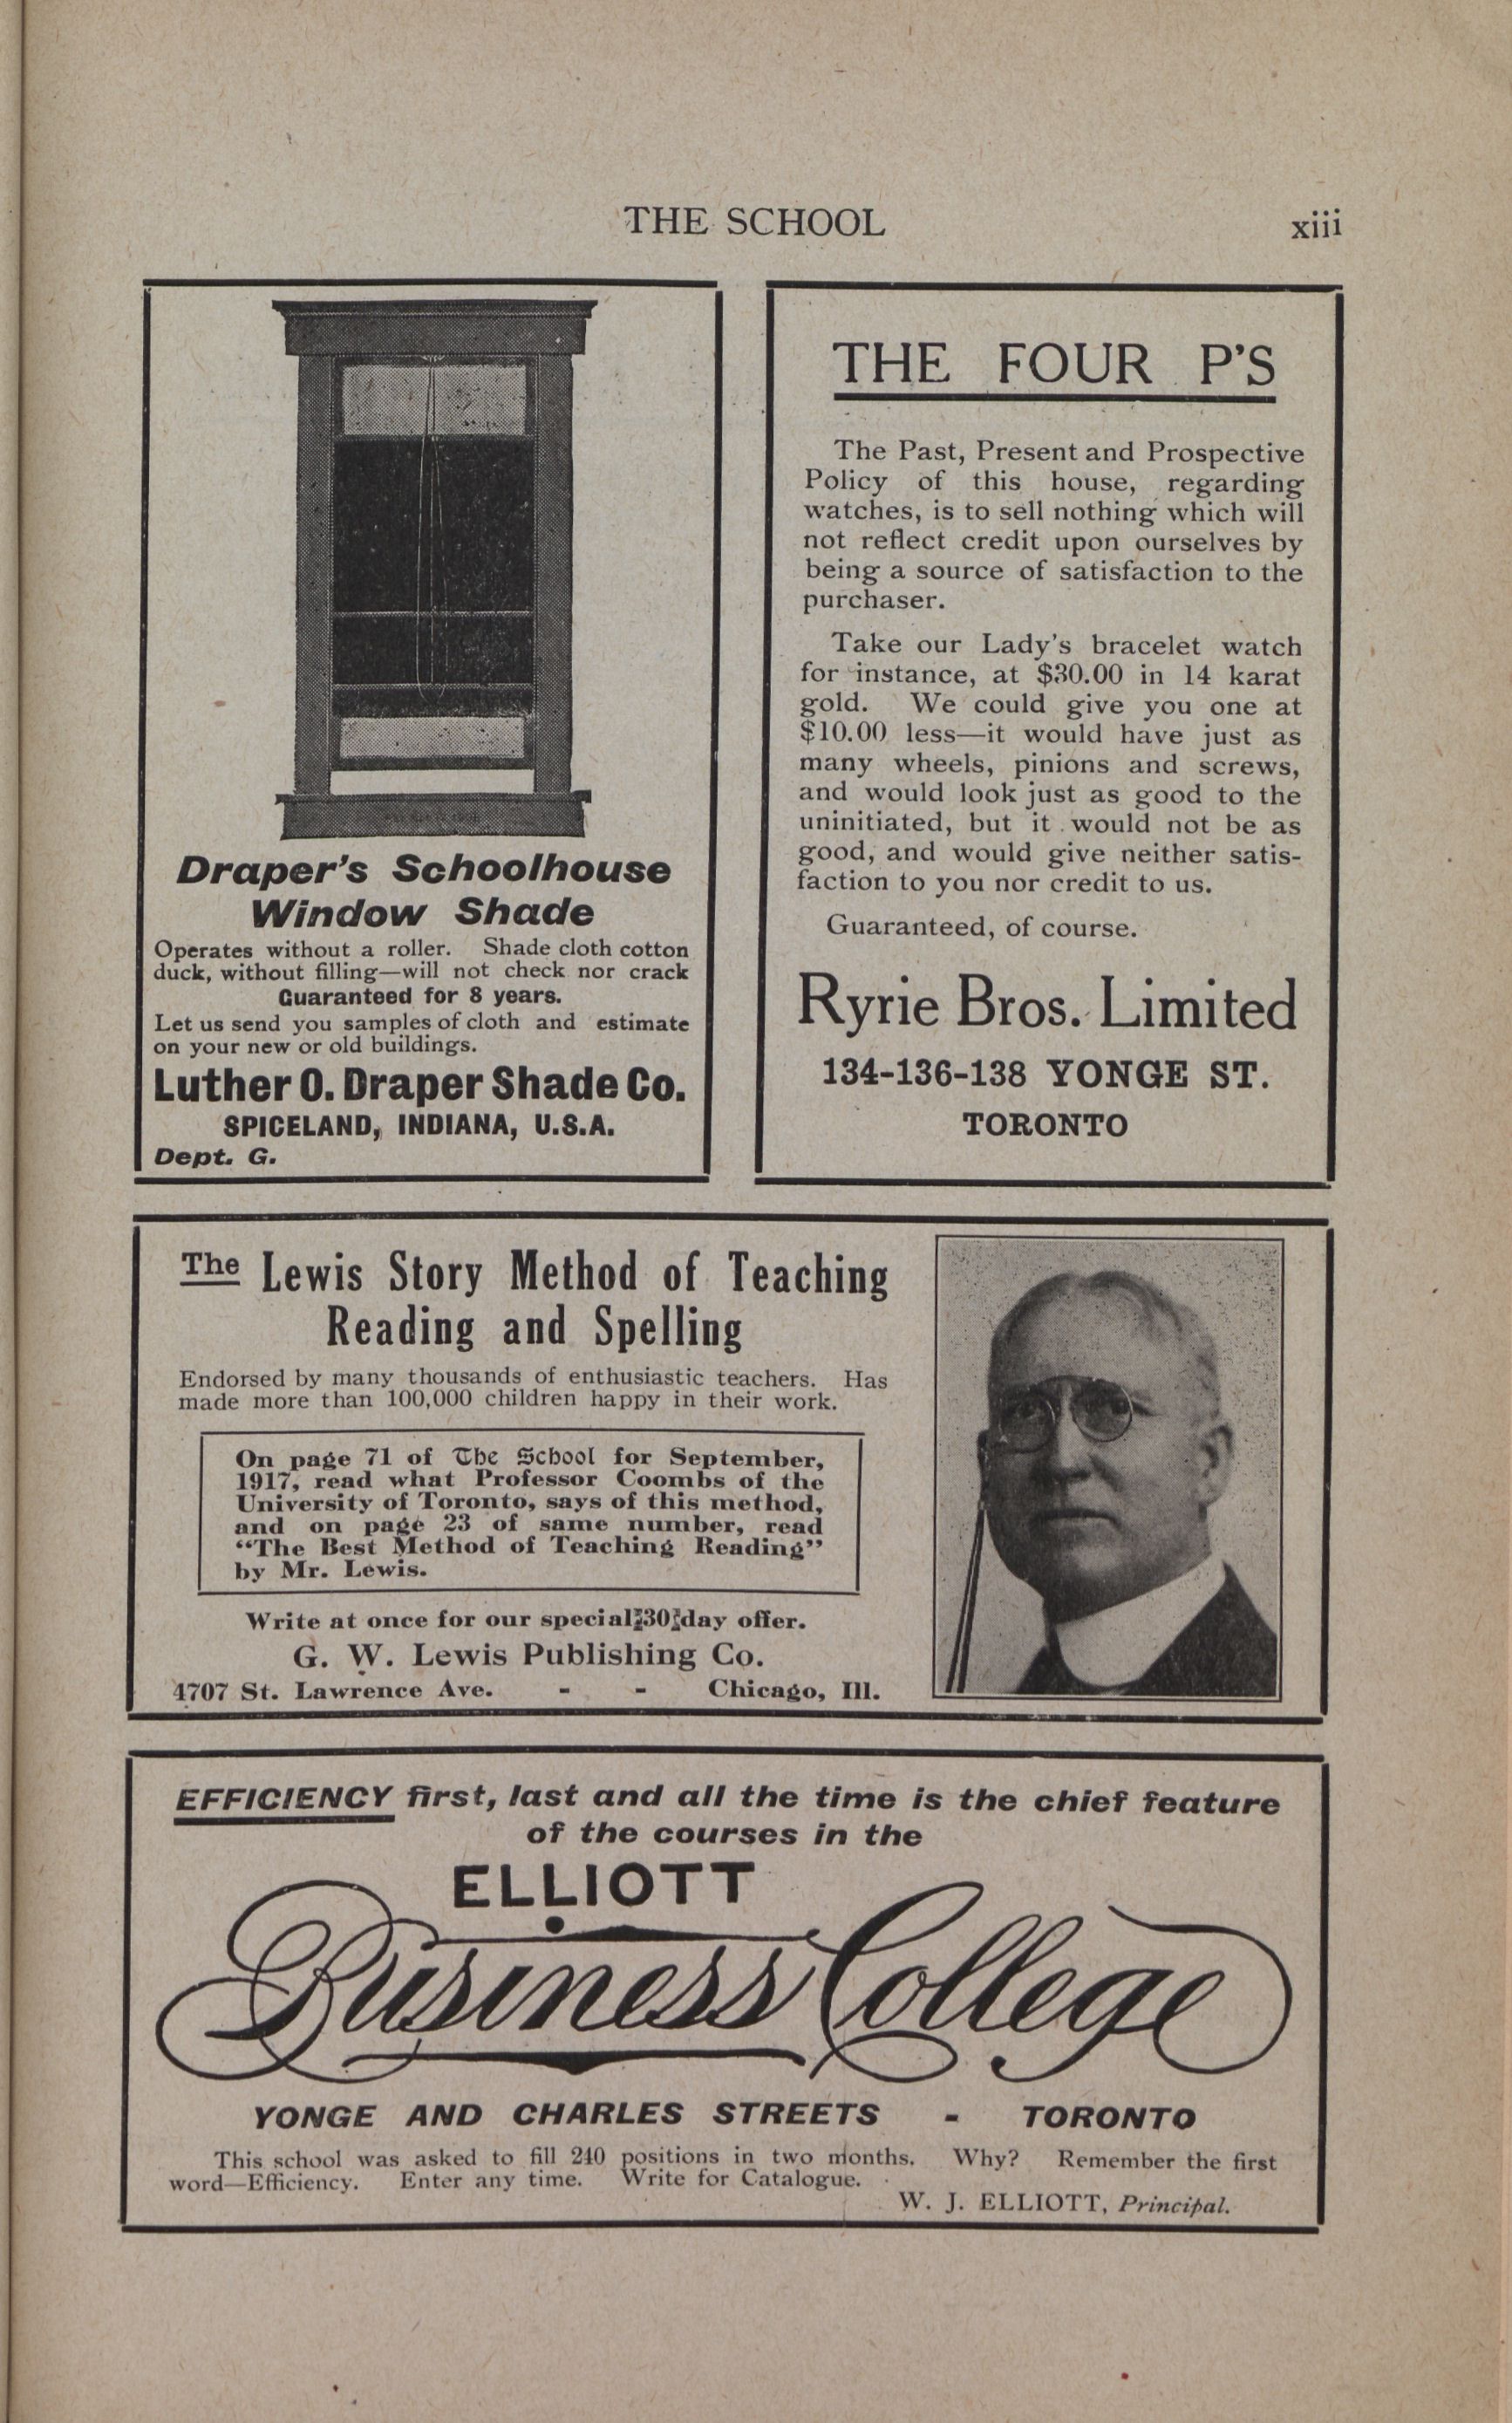 THE SCHOOL
xiii
Draper's Schoolhouse
Window Shade
Operates without a roller. Shade cloth cotton
duck, without filling—will not check nor crack
Guaranteed for 8 years.
Let us send you samples of cloth and estimate
on your new or old buildings.
Luther O. Draper Shade Co.
SPICELAND, INDIANA, U.S.A.
Dept. G.
THE FOUR P'S
The Past, Present and Prospective
Policy of this house, regarding
watches, is to sell nothing which will
not reflect credit upon ourselves by
being a source of satisfaction to the
purchaser.
Take our Lady's bracelet watch
for instance, at $30.00 in 14 karat
gold. We could give you one at
$10.00 less—it would have just as
many wheels, pinions and screws,
and would look just as good to the
uninitiated, but it would not be as
good, and would give neither satis-
faction to you nor credit to us.
Guaranteed, of course.
Ryrie Bros. Limited
134-136-138 YONGE ST.
TORONTO
The Lewis Story Method of Teaching
Reading and Spelling
Endorsed by many thousands of enthusiastic teachers. Has
made more than 100,000 children happy in their work.
On page 71 of The School for September,
1917, read what Professor Coombs of the
University of Toronto, says of this method,
and on page 23 of same number, read
“The Best Method of Teaching Reading”
by Mr. Lewis.
Write at once for our special 30 day offer.
G. W. Lewis Publishing Co.
4707 St. Lawrence Ave. - - Chicago, Ill.
EFFICIENCY first, last and all the time is the chief feature
of the courses in the
ELLIOTT
Business College
YONGE AND CHARLES STREETS - TORONTO
This school was asked to fill 240 positions in two months. Why? Remember the first
word—Efficiency. Enter any time. Write for Catalogue.
W. J. ELLIOTT, Principal.